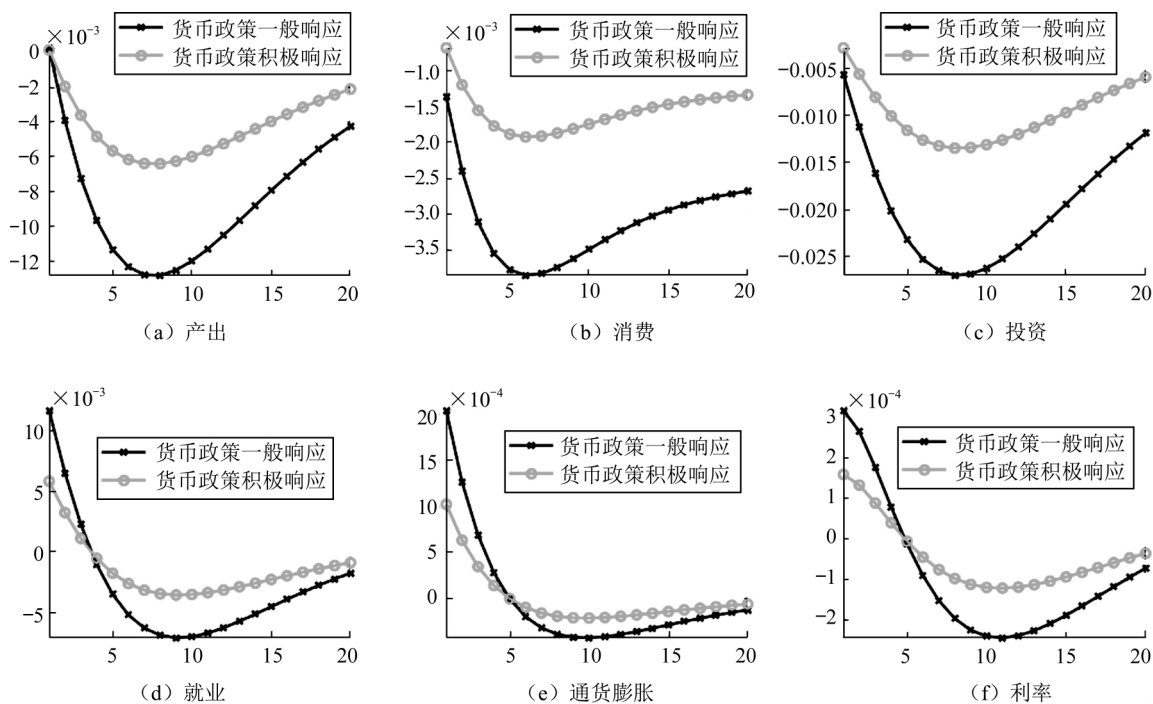 ×10⁻³
货币政策一般响应
货币政策积极响应
0
−2
−4
−6
−8
−10
−12
5 10 15 20
(a) 产出
×10⁻³
货币政策一般响应
货币政策积极响应
−1.0
−1.5
−2.0
−2.5
−3.0
−3.5
5 10 15 20
(b) 消费
货币政策一般响应
货币政策积极响应
−0.005
−0.010
−0.015
−0.020
−0.025
5 10 15 20
(c) 投资
×10⁻³
货币政策一般响应
货币政策积极响应
10
5
0
−5
5 10 15 20
(d) 就业
×10⁻⁴
货币政策一般响应
货币政策积极响应
20
15
10
5
0
5 10 15 20
(e) 通货膨胀
×10⁻⁴
货币政策一般响应
货币政策积极响应
3
2
1
0
−1
−2
5 10 15 20
(f) 利率